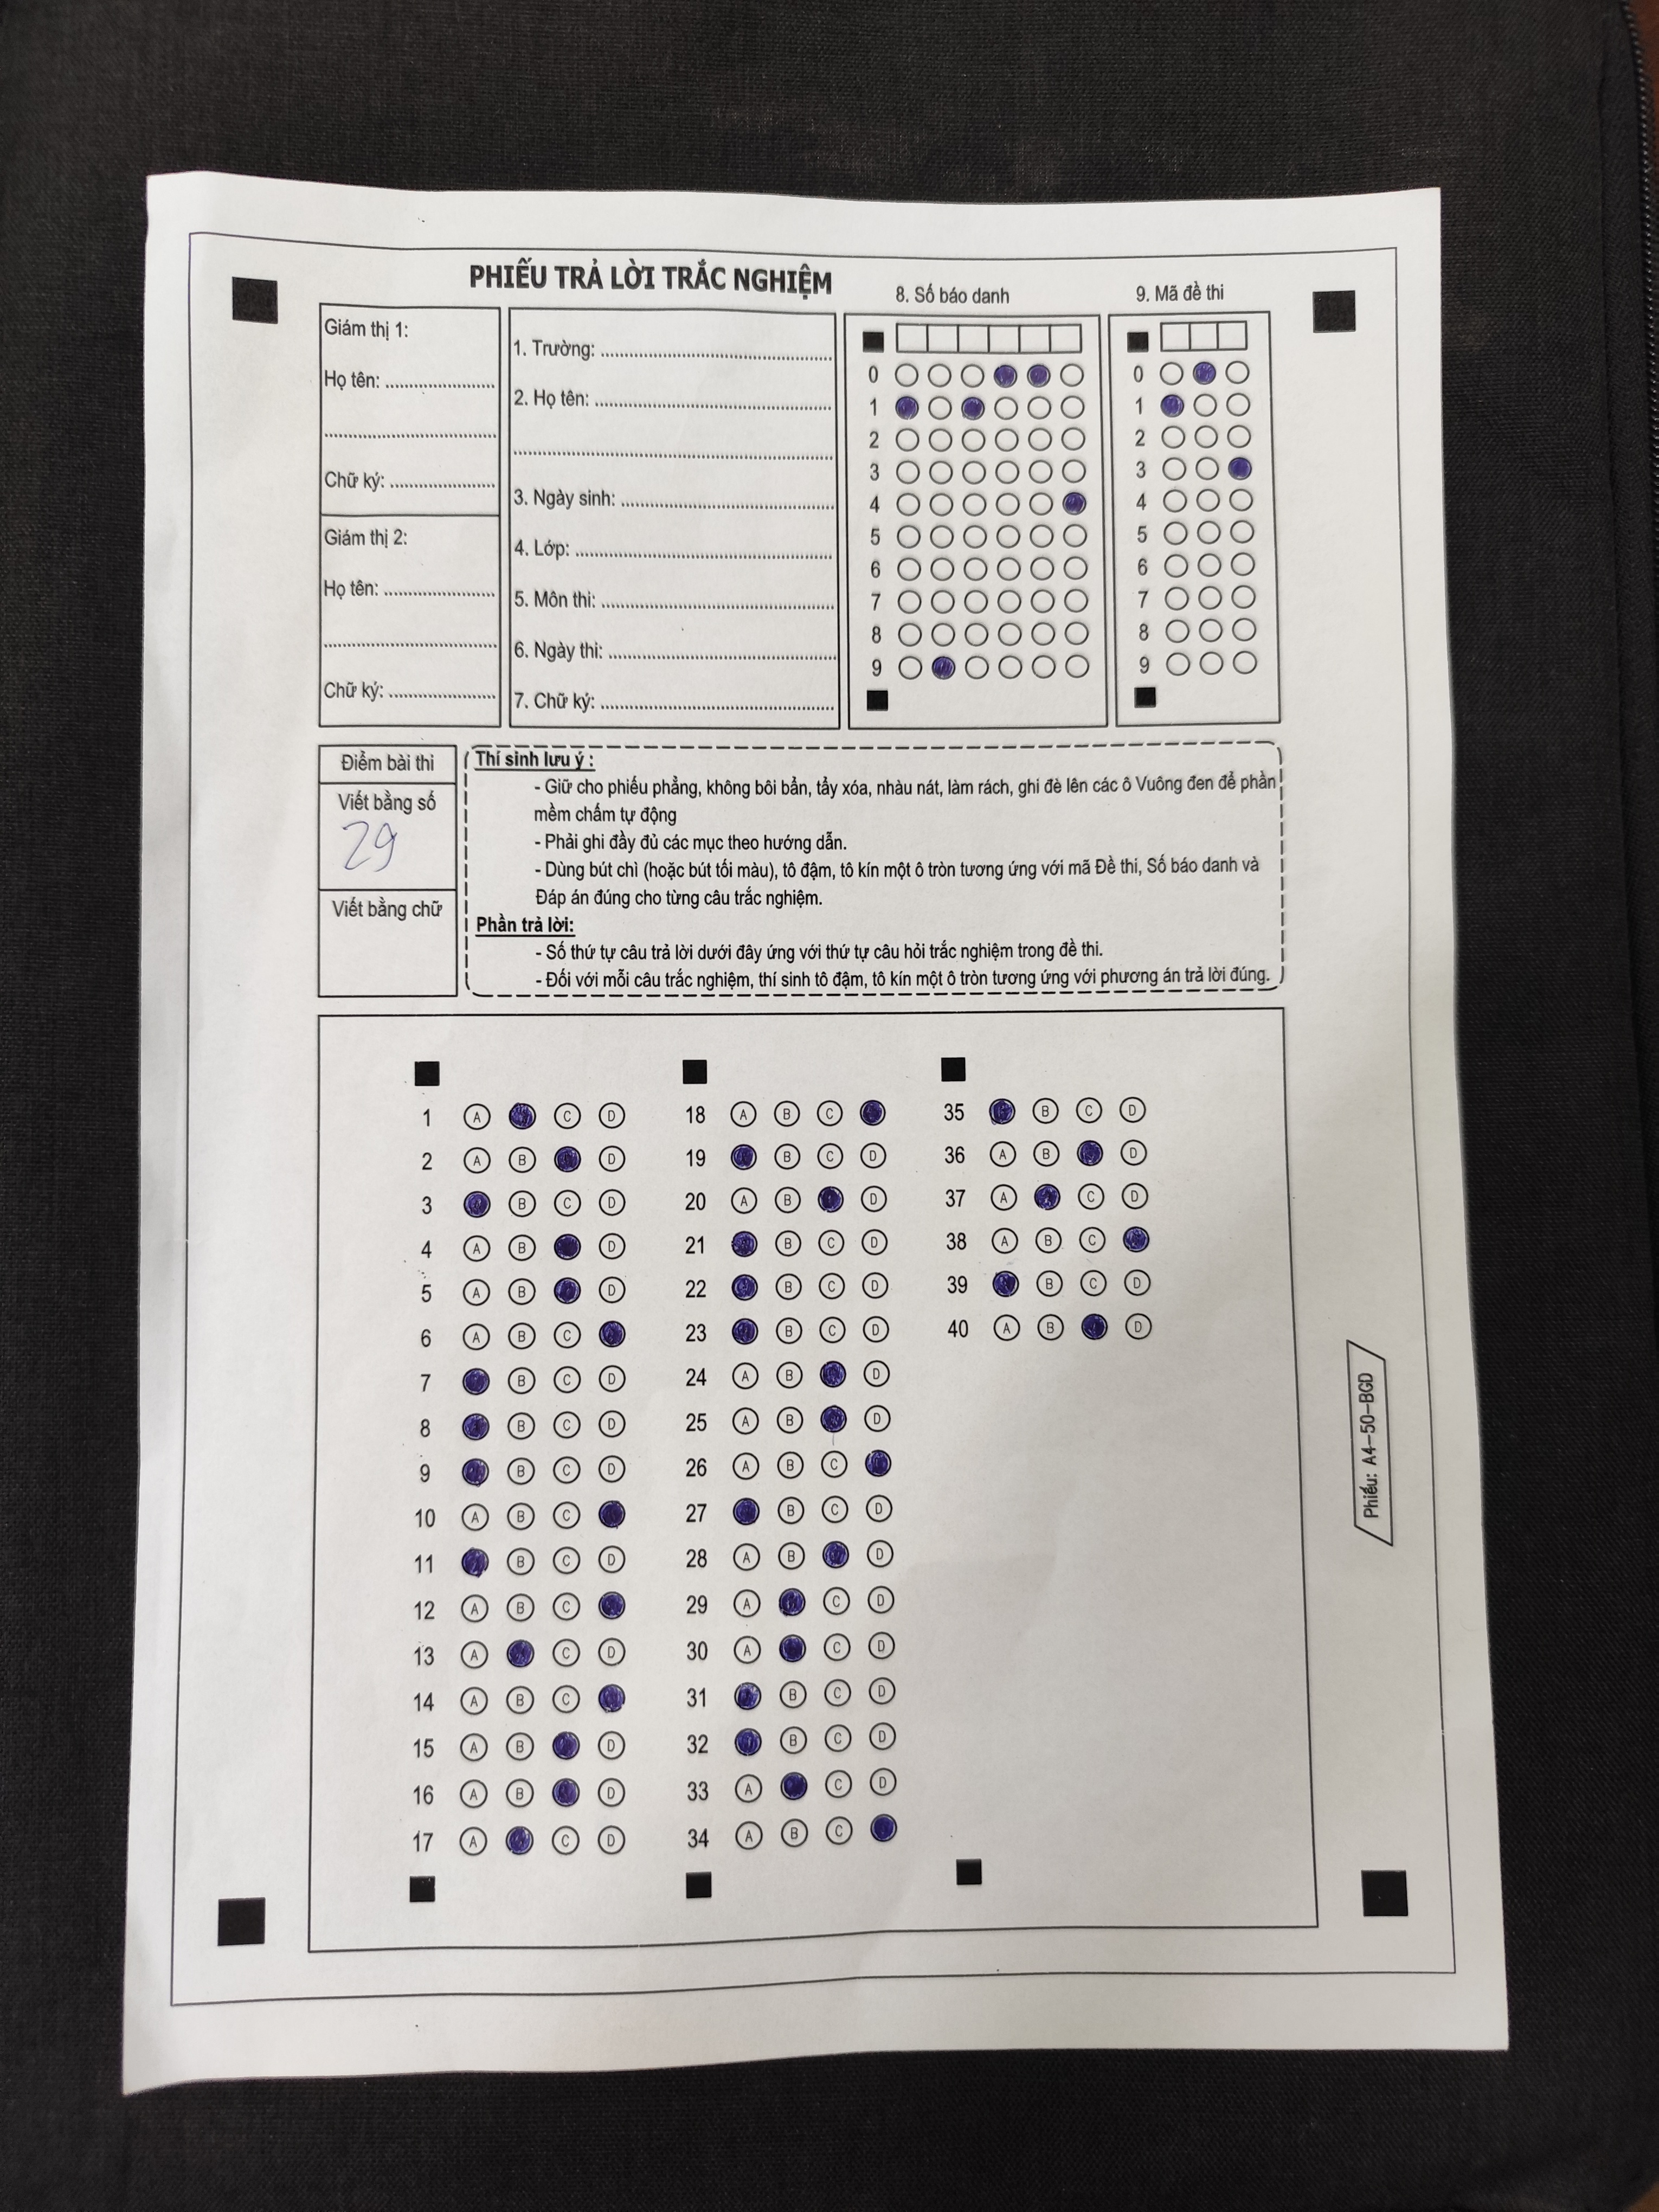 PHIẾU TRẢ LỜI TRẮC NGHIỆM
8. Số báo danh
9. Mã đề thi
Giám thị 1:
Họ tên: ......................
..................................
Chữ ký: .....................
Giám thị 2:
Họ tên: ......................
..................................
Chữ ký: .....................
1. Trường: ..............................................
2. Họ tên: ...............................................
...............................................................
3. Ngày sinh: ..........................................
4. Lớp: ...................................................
5. Môn thi: ..............................................
6. Ngày thi: .............................................
7. Chữ ký: ..............................................
0
1
2
3
4
5
6
7
8
9
0
1
2
3
4
5
6
7
8
9
Điểm bài thi
Viết bằng số
29
Viết bằng chữ
Thí sinh lưu ý :
- Giữ cho phiếu phẳng, không bôi bẩn, tẩy xóa, nhàu nát, làm rách, ghi đè lên các ô Vuông đen để phần
mềm chấm tự động
- Phải ghi đầy đủ các mục theo hướng dẫn.
- Dùng bút chì (hoặc bút tối màu), tô đậm, tô kín một ô tròn tương ứng với mã Đề thi, Số báo danh và
Đáp án đúng cho từng câu trắc nghiệm.
Phần trả lời:
- Số thứ tự câu trả lời dưới đây ứng với thứ tự câu hỏi trắc nghiệm trong đề thi.
- Đối với mỗi câu trắc nghiệm, thí sinh tô đậm, tô kín một ô tròn tương ứng với phương án trả lời đúng.
1 A C D
2 A B D
3 B C D
4 A B D
5 A B D
6 A B C
7 B C D
8 B C D
9 B C D
10 A B C
11 B C D
12 A B C
13 A C D
14 A B C
15 A B D
16 A B D
17 A C D
18 A B C
19 B C D
20 A B D
21 B C D
22 B C D
23 B C D
24 A B D
25 A B D
26 A B C
27 B C D
28 A B D
29 A C D
30 A C D
31 B C D
32 B C D
33 A C D
34 A B C
35 B C D
36 A B D
37 A C D
38 A B C
39 B C D
40 A B D
Phiếu: A4-50-BGD